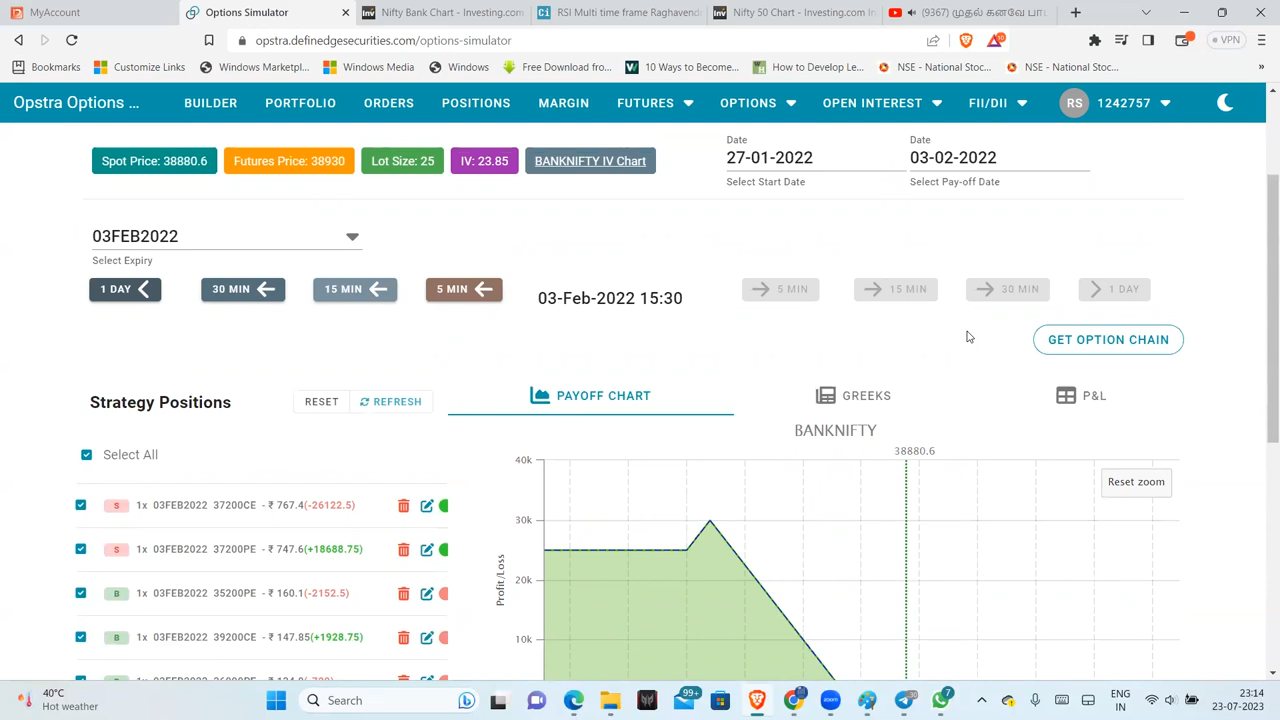 MyAccount
Options Simulator
Nifty Bank Chart - Investing.com
RSI Multi time frame Raghavend
Nifty 50 Chart - Investing.com In
(9367) முதல் கனவே பா
opstra.definedgesecurities.com/options-simulator
10
VPN
Bookmarks
Customize Links
Windows Marketpl...
Windows Media
Windows
Free Download fro...
10 Ways to Become...
How to Develop Le...
NSE - National Stoc...
NSE - National Stoc...
Opstra Options ...
BUILDER
PORTFOLIO
ORDERS
POSITIONS
MARGIN
FUTURES
OPTIONS
OPEN INTEREST
FII/DII
RS
1242757
Spot Price: 38880.6
Futures Price: 38930
Lot Size: 25
IV: 23.85
BANKNIFTY IV Chart
Date
27-01-2022
Select Start Date
Date
03-02-2022
Select Pay-off Date
03FEB2022
Select Expiry
1 DAY
30 MIN
15 MIN
5 MIN
03-Feb-2022 15:30
5 MIN
15 MIN
30 MIN
1 DAY
GET OPTION CHAIN
Strategy Positions
RESET
REFRESH
PAYOFF CHART
GREEKS
P&L
Select All
S 1x 03FEB2022 37200CE - ₹ 767.4(-26122.5)
S 1x 03FEB2022 37200PE - ₹ 747.6(+18688.75)
B 1x 03FEB2022 35200PE - ₹ 160.1(-2152.5)
B 1x 03FEB2022 39200CE - ₹ 147.85(+1928.75)
BANKNIFTY
38880.6
Reset zoom
40k
30k
20k
10k
Profit/Loss
40°C
Hot weather
Search
99+
zoom
30
7
ENG
IN
23:14
23-07-2023